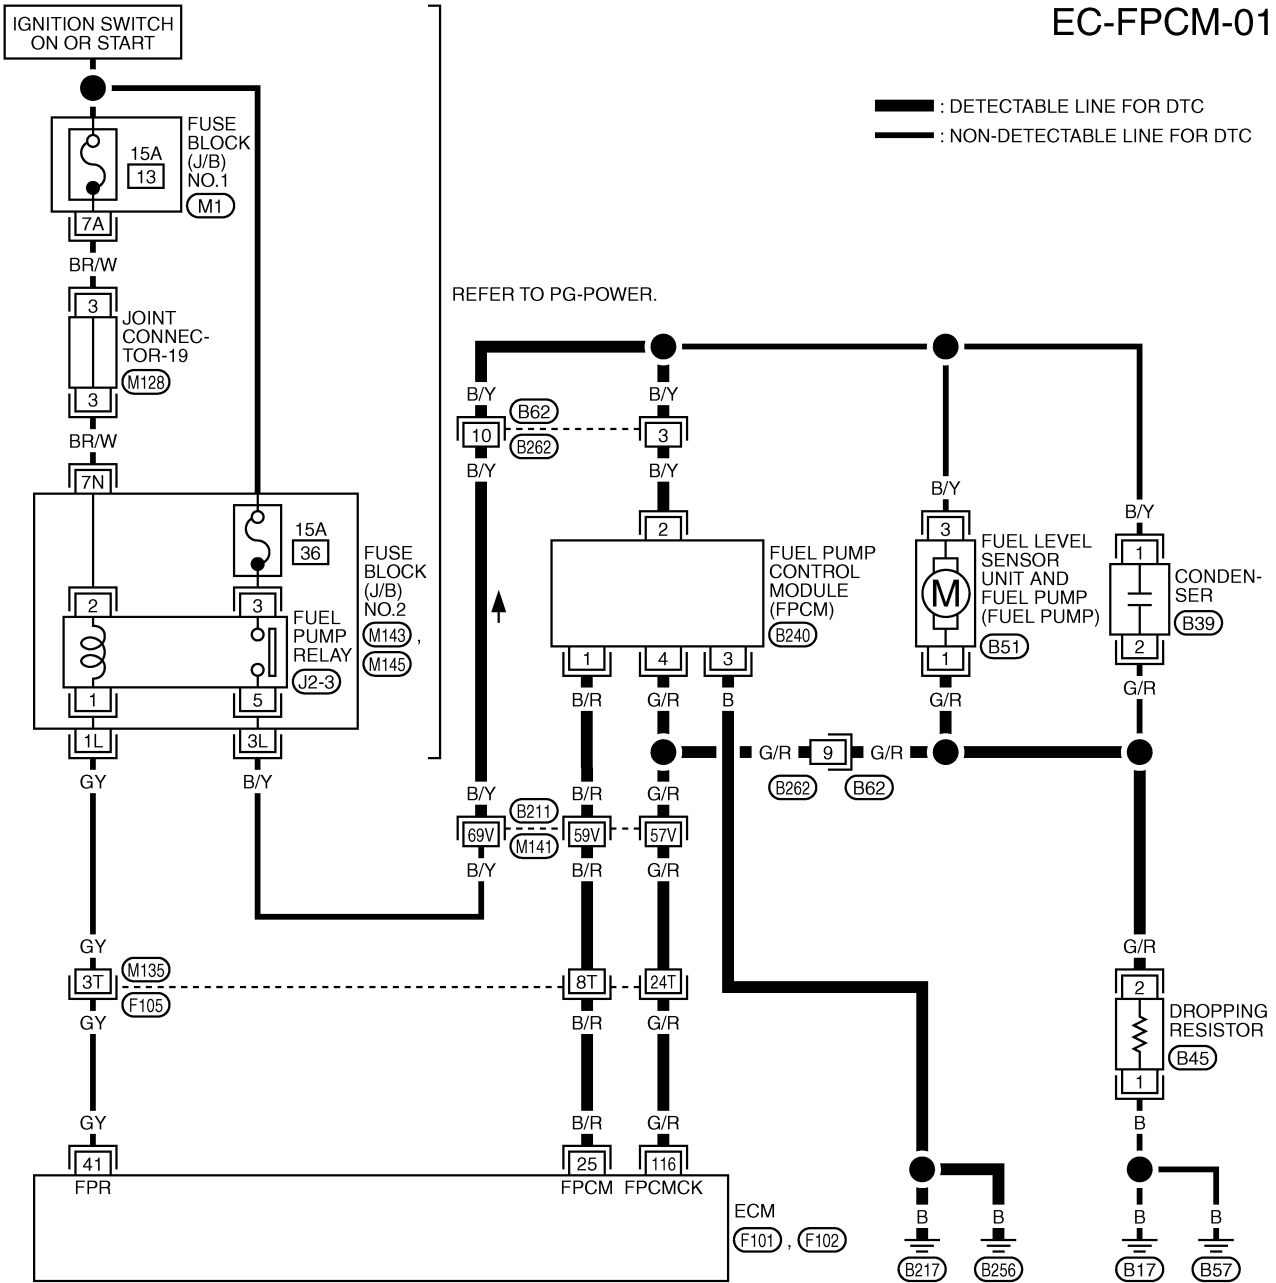 EC-FPCM-01
IGNITION SWITCH
ON OR START
: DETECTABLE LINE FOR DTC
: NON-DETECTABLE LINE FOR DTC
FUSE
BLOCK
(J/B)
NO.1
M1
15A
13
7A
BR/W
3
JOINT
CONNEC-
TOR-19
M128
3
BR/W
7N
REFER TO PG-POWER.
15A
36
FUSE
BLOCK
(J/B)
NO.2
M143 ,
M145
2
3
FUEL
PUMP
RELAY
J2-3
1
5
1L
3L
GY
B/Y
B/Y
B/Y
10
B62
B262
3
B/Y
B/Y
2
FUEL PUMP
CONTROL
MODULE
(FPCM)
B240
1
4
3
B/R
G/R
B
B/Y
3
M
FUEL LEVEL
SENSOR
UNIT AND
FUEL PUMP
(FUEL PUMP)
B51
1
G/R
B/Y
1
CONDEN-
SER
B39
2
G/R
G/R
9
G/R
B262
B62
B/Y
B/R
G/R
69V
B211
M141
59V
57V
B/Y
B/R
G/R
GY
3T
M135
F105
8T
24T
GY
B/R
G/R
GY
B/R
G/R
41
25
116
FPR
FPCM
FPCMCK
ECM
F101 , F102
G/R
2
DROPPING
RESISTOR
B45
1
B
B
B
B
B
B217
B256
B17
B57